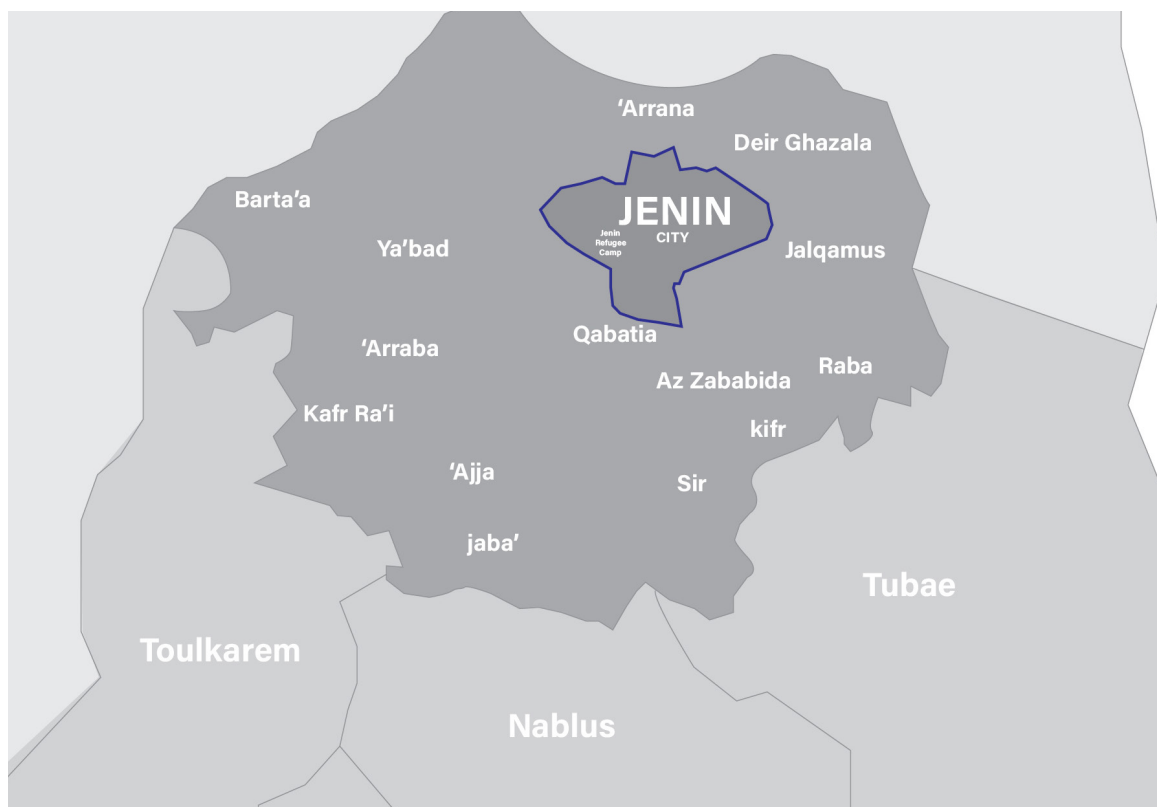 ‘Arrana
Deir Ghazala
Barta’a
JENIN
CITY
Jenin
Refugee
Camp
Ya’bad
Jalqamus
Qabatia
‘Arraba
Raba
Az Zababida
Kafr Ra’i
kifr
‘Ajja
Sir
jaba’
Tubae
Toulkarem
Nablus